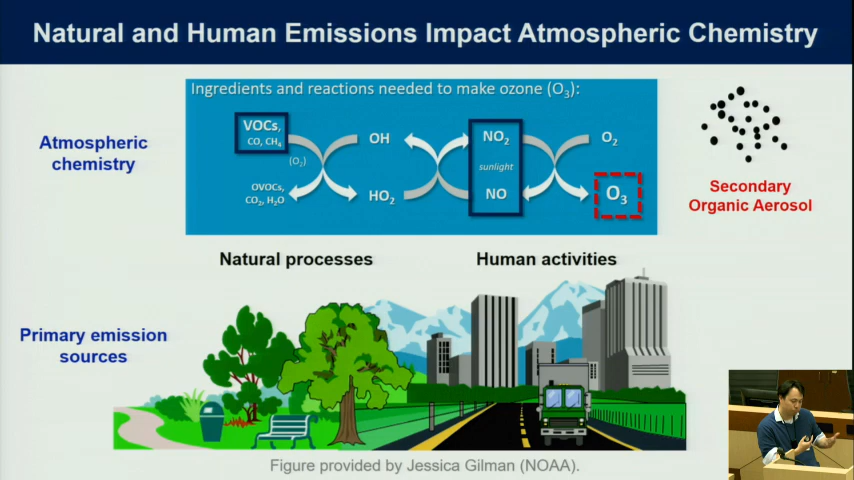 Natural and Human Emissions Impact Atmospheric Chemistry
Ingredients and reactions needed to make ozone (O₃):
Atmospheric
chemistry
VOCs,
CO, CH₄
(O₂)
OVOCs,
CO₂, H₂O
OH
HO₂
NO₂
sunlight
NO
O₂
O₃
Secondary
Organic Aerosol
Natural processes
Human activities
Primary emission
sources
Figure provided by Jessica Gilman (NOAA).